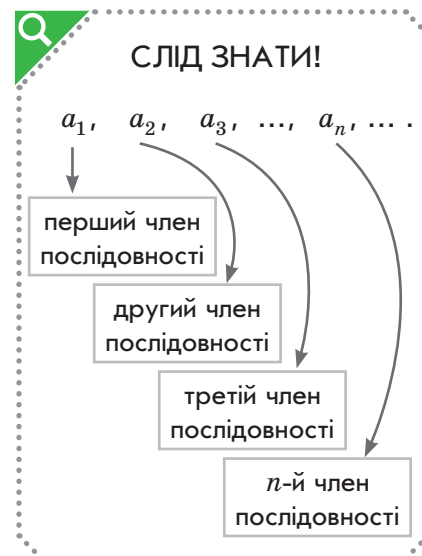 СЛІД ЗНАТИ!
a₁, a₂, a₃, ..., aₙ, ... .
перший член
послідовності
другий член
послідовності
третій член
послідовності
n-й член
послідовності